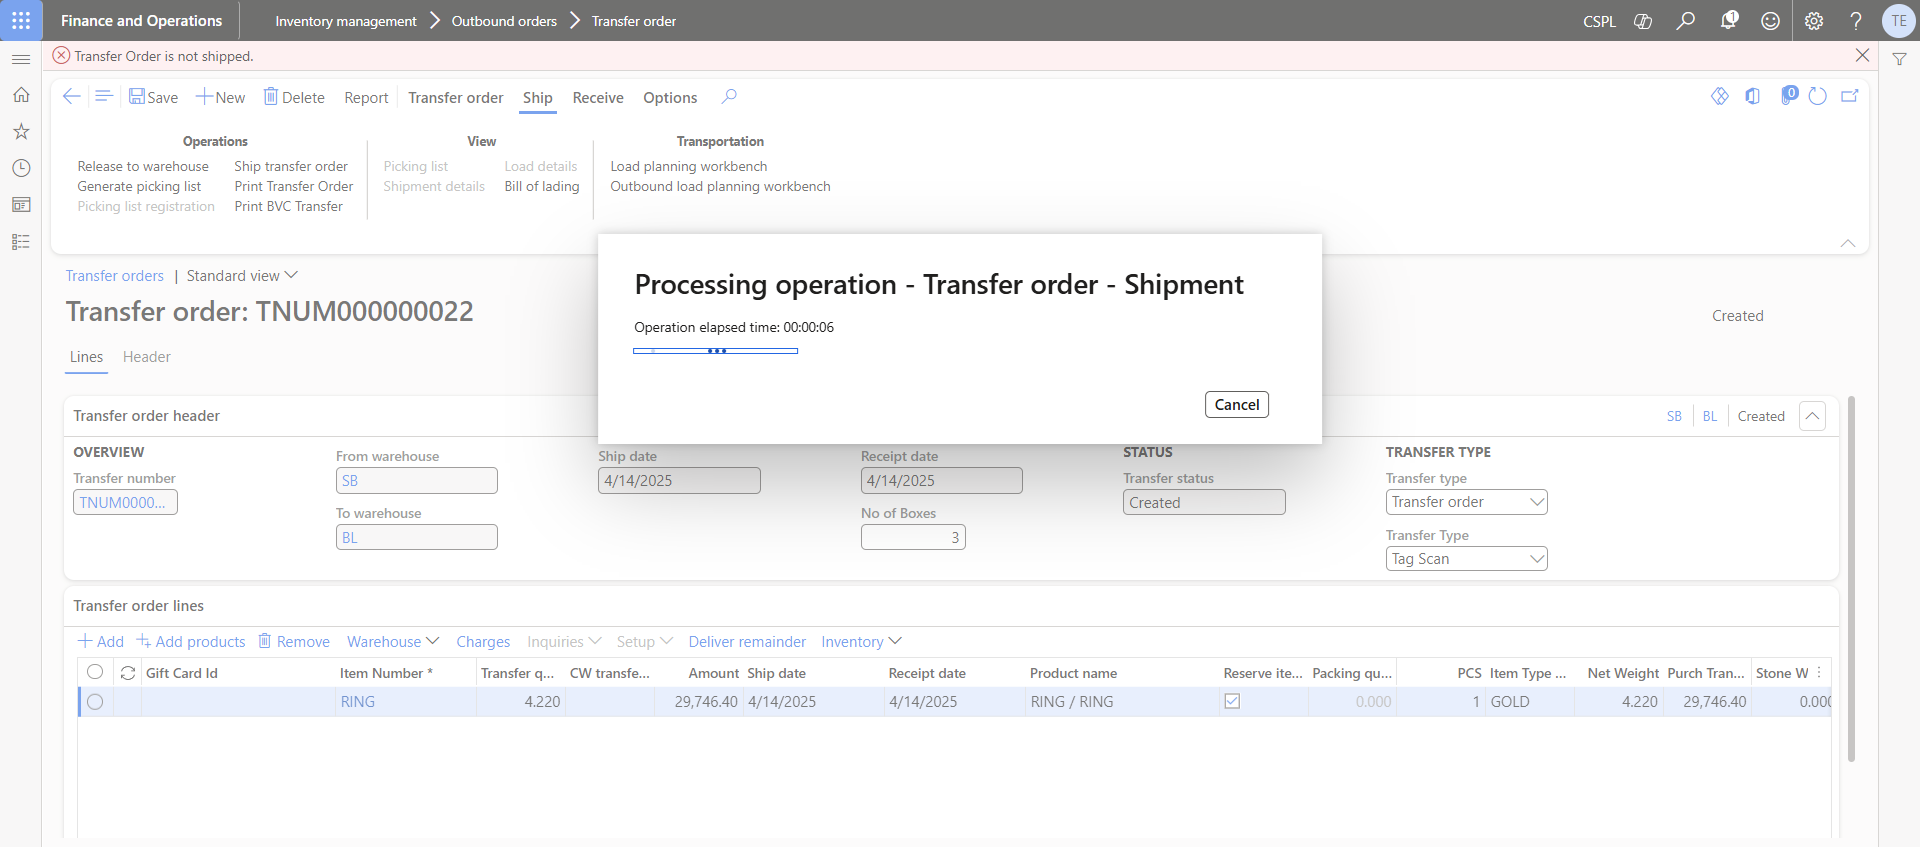 Finance and Operations
Inventory management > Outbound orders > Transfer order
CSPL
1
TE
Transfer Order is not shipped.
Save
New
Delete
Report
Transfer order
Ship
Receive
Options
0
Operations
View
Transportation
Release to warehouse
Ship transfer order
Picking list
Load details
Load planning workbench
Generate picking list
Print Transfer Order
Shipment details
Bill of lading
Outbound load planning workbench
Picking list registration
Print BVC Transfer
Processing operation - Transfer order - Shipment
Operation elapsed time: 00:00:06
Cancel
Transfer orders | Standard view
Transfer order: TNUM000000022
Created
Lines
Header
Transfer order header
SB
BL
Created
OVERVIEW
Transfer number
TNUM0000...
From warehouse
SB
To warehouse
BL
Ship date
4/14/2025
Receipt date
4/14/2025
No of Boxes
3
STATUS
Transfer status
Created
TRANSFER TYPE
Transfer type
Transfer order
Transfer Type
Tag Scan
Transfer order lines
Add
Add products
Remove
Warehouse
Charges
Inquiries
Setup
Deliver remainder
Inventory
Gift Card Id Item Number * Transfer q... CW transfe... Amount Ship date Receipt date Product name Reserve ite... Packing qu... PCS Item Type ... Net Weight Purch Tran... Stone W
RING 4.220 29,746.40 4/14/2025 4/14/2025 RING / RING 0.000 1 GOLD 4.220 29,746.40 0.000